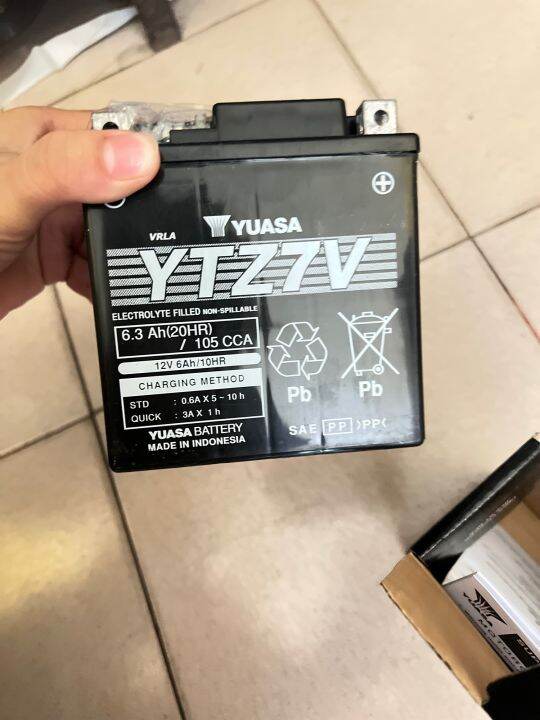 VRLA YUASA
YTZ7V
ELECTROLYTE FILLED NON-SPILLABLE
6.3 Ah(20HR)
/ 105 CCA
12V 6Ah/10HR
CHARGING METHOD
STD : 0.6A X 5 ~ 10 h
QUICK : 3A X 1 h
YUASA BATTERY
MADE IN INDONESIA
Pb
Pb
SAE PP >PP<